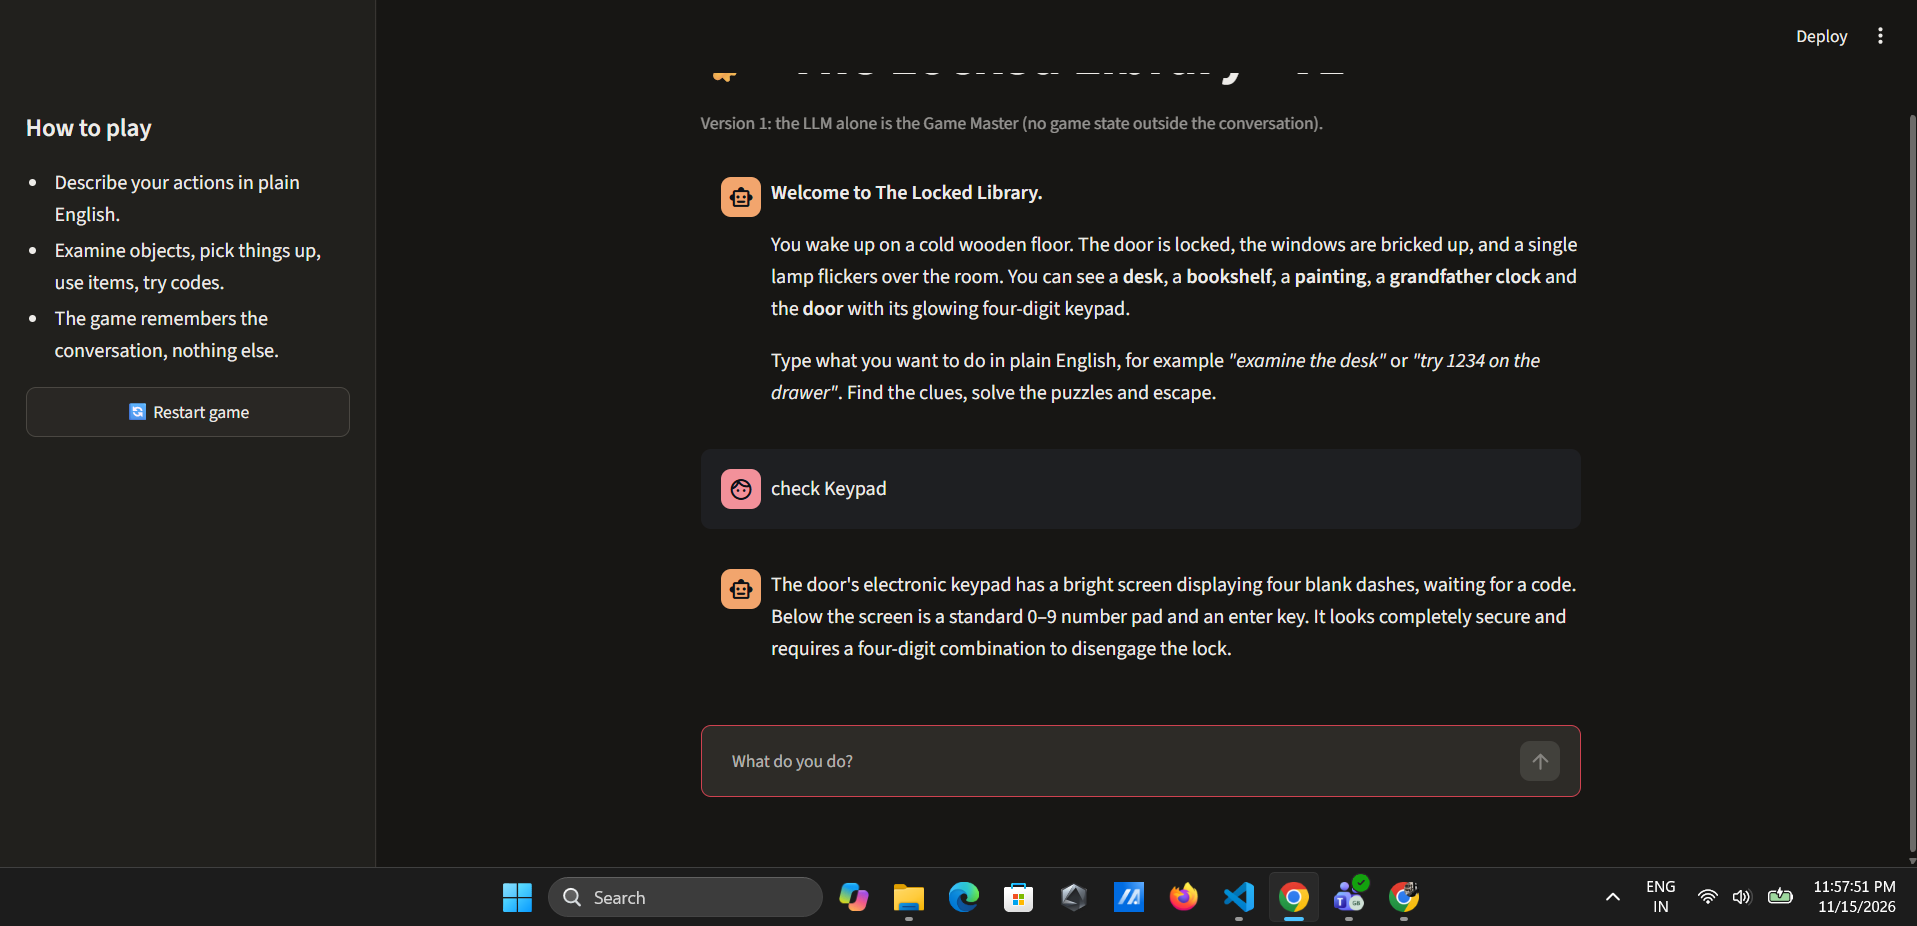 Deploy
How to play
Describe your actions in plain
English.
Examine objects, pick things up,
use items, try codes.
The game remembers the
conversation, nothing else.
Restart game
Version 1: the LLM alone is the Game Master (no game state outside the conversation).
Welcome to The Locked Library.
You wake up on a cold wooden floor. The door is locked, the windows are bricked up, and a single
lamp flickers over the room. You can see a desk, a bookshelf, a painting, a grandfather clock and
the door with its glowing four-digit keypad.
Type what you want to do in plain English, for example "examine the desk" or "try 1234 on the
drawer". Find the clues, solve the puzzles and escape.
check Keypad
The door's electronic keypad has a bright screen displaying four blank dashes, waiting for a code.
Below the screen is a standard 0–9 number pad and an enter key. It looks completely secure and
requires a four-digit combination to disengage the lock.
What do you do?
Search
ENG
IN
11:57:51 PM
11/15/2026